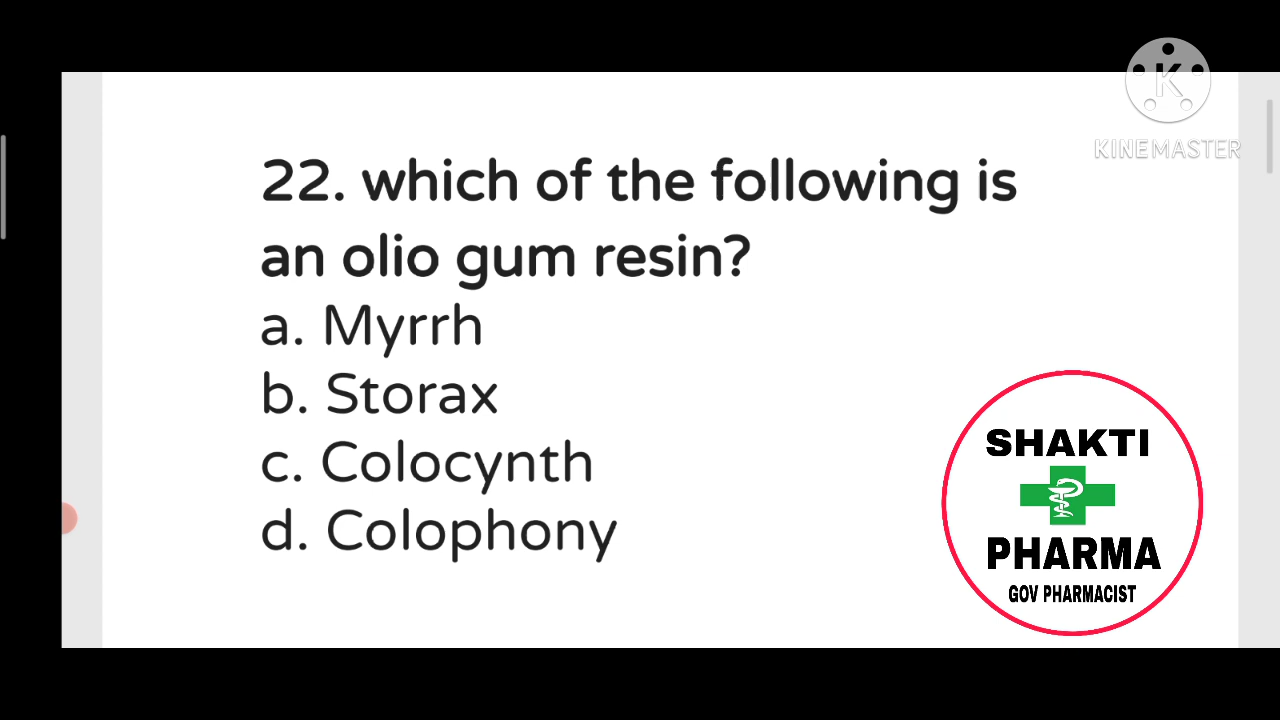 KINEMASTER
22. which of the following is
an olio gum resin?
a. Myrrh
b. Storax
c. Colocynth
d. Colophony
SHAKTI
PHARMA
GOV PHARMACIST